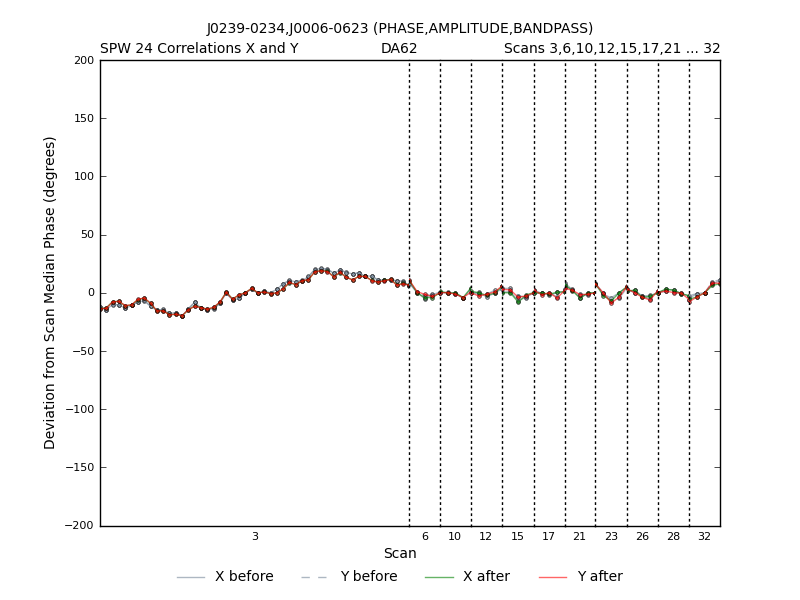 J0239-0234,J0006-0623 (PHASE,AMPLITUDE,BANDPASS)
SPW 24 Correlations X and Y DA62 Scans 3,6,10,12,15,17,21 ... 32
200
150
100
50
0
−50
−100
−150
−200
Deviation from Scan Median Phase (degrees)
3 6 10 12 15 17 21 23 26 28 32
Scan
X before Y before X after Y after